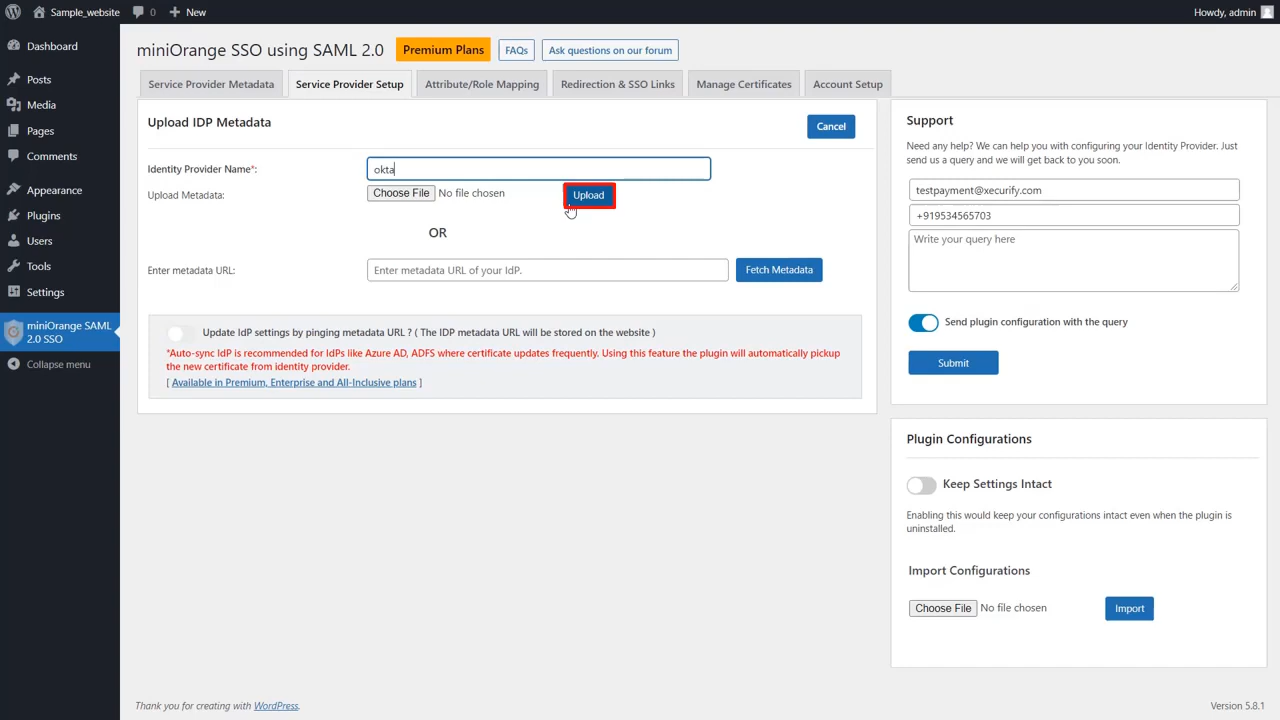 Sample_website 0 New Howdy, admin
Dashboard
Posts
Media
Pages
Comments
Appearance
Plugins
Users
Tools
Settings
miniOrange SAML
2.0 SSO
Collapse menu
miniOrange SSO using SAML 2.0 Premium Plans FAQs Ask questions on our forum
Service Provider Metadata Service Provider Setup Attribute/Role Mapping Redirection & SSO Links Manage Certificates Account Setup
Upload IDP Metadata Cancel
Identity Provider Name*: okta
Upload Metadata: Choose File No file chosen Upload
OR
Enter metadata URL: Enter metadata URL of your IdP. Fetch Metadata
Update IdP settings by pinging metadata URL ? ( The IDP metadata URL will be stored on the website )
*Auto-sync IdP is recommended for IdPs like Azure AD, ADFS where certificate updates frequently. Using this feature the plugin will automatically pickup
the new certificate from identity provider.
[ Available in Premium, Enterprise and All-Inclusive plans ]
Support
Need any help? We can help you with configuring your Identity Provider. Just
send us a query and we will get back to you soon.
testpayment@xecurify.com
+919534565703
Write your query here
Send plugin configuration with the query
Submit
Plugin Configurations
Keep Settings Intact
Enabling this would keep your configurations intact even when the plugin is
uninstalled.
Import Configurations
Choose File No file chosen Import
Thank you for creating with WordPress. Version 5.8.1